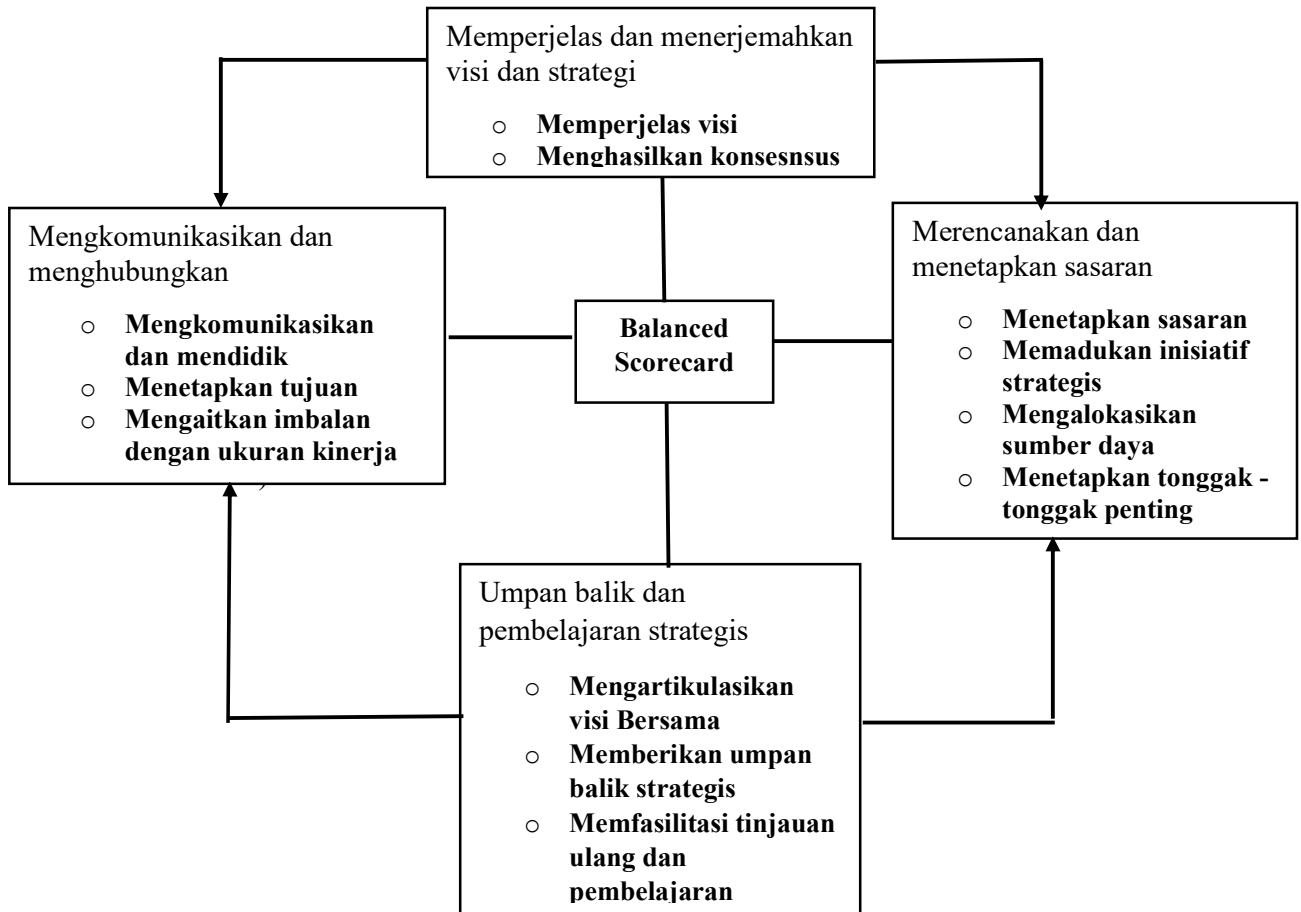 Memperjelas dan menerjemahkan
visi dan strategi
o Memperjelas visi
o Menghasilkan konsesnsus
Mengkomunikasikan dan
menghubungkan
o Mengkomunikasikan
dan mendidik
o Menetapkan tujuan
o Mengaitkan imbalan
dengan ukuran kinerja
Balanced
Scorecard
Merencanakan dan
menetapkan sasaran
o Menetapkan sasaran
o Memadukan inisiatif
strategis
o Mengalokasikan
sumber daya
o Menetapkan tonggak -
tonggak penting
Umpan balik dan
pembelajaran strategis
o Mengartikulasikan
visi Bersama
o Memberikan umpan
balik strategis
o Memfasilitasi tinjauan
ulang dan
pembelajaran